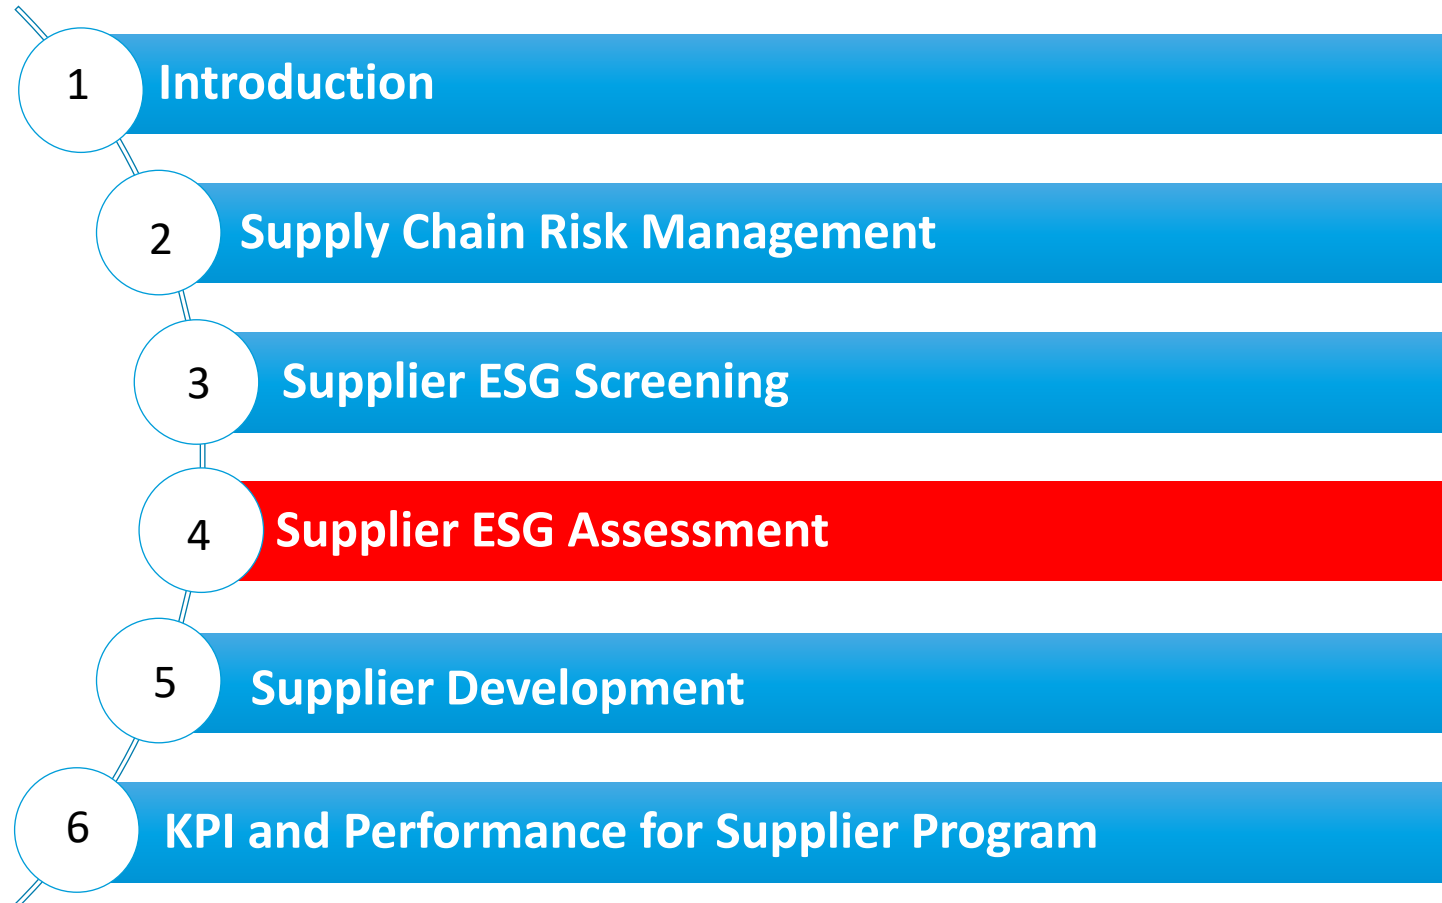 1 Introduction
2 Supply Chain Risk Management
3 Supplier ESG Screening
4 Supplier ESG Assessment
5 Supplier Development
6 KPI and Performance for Supplier Program